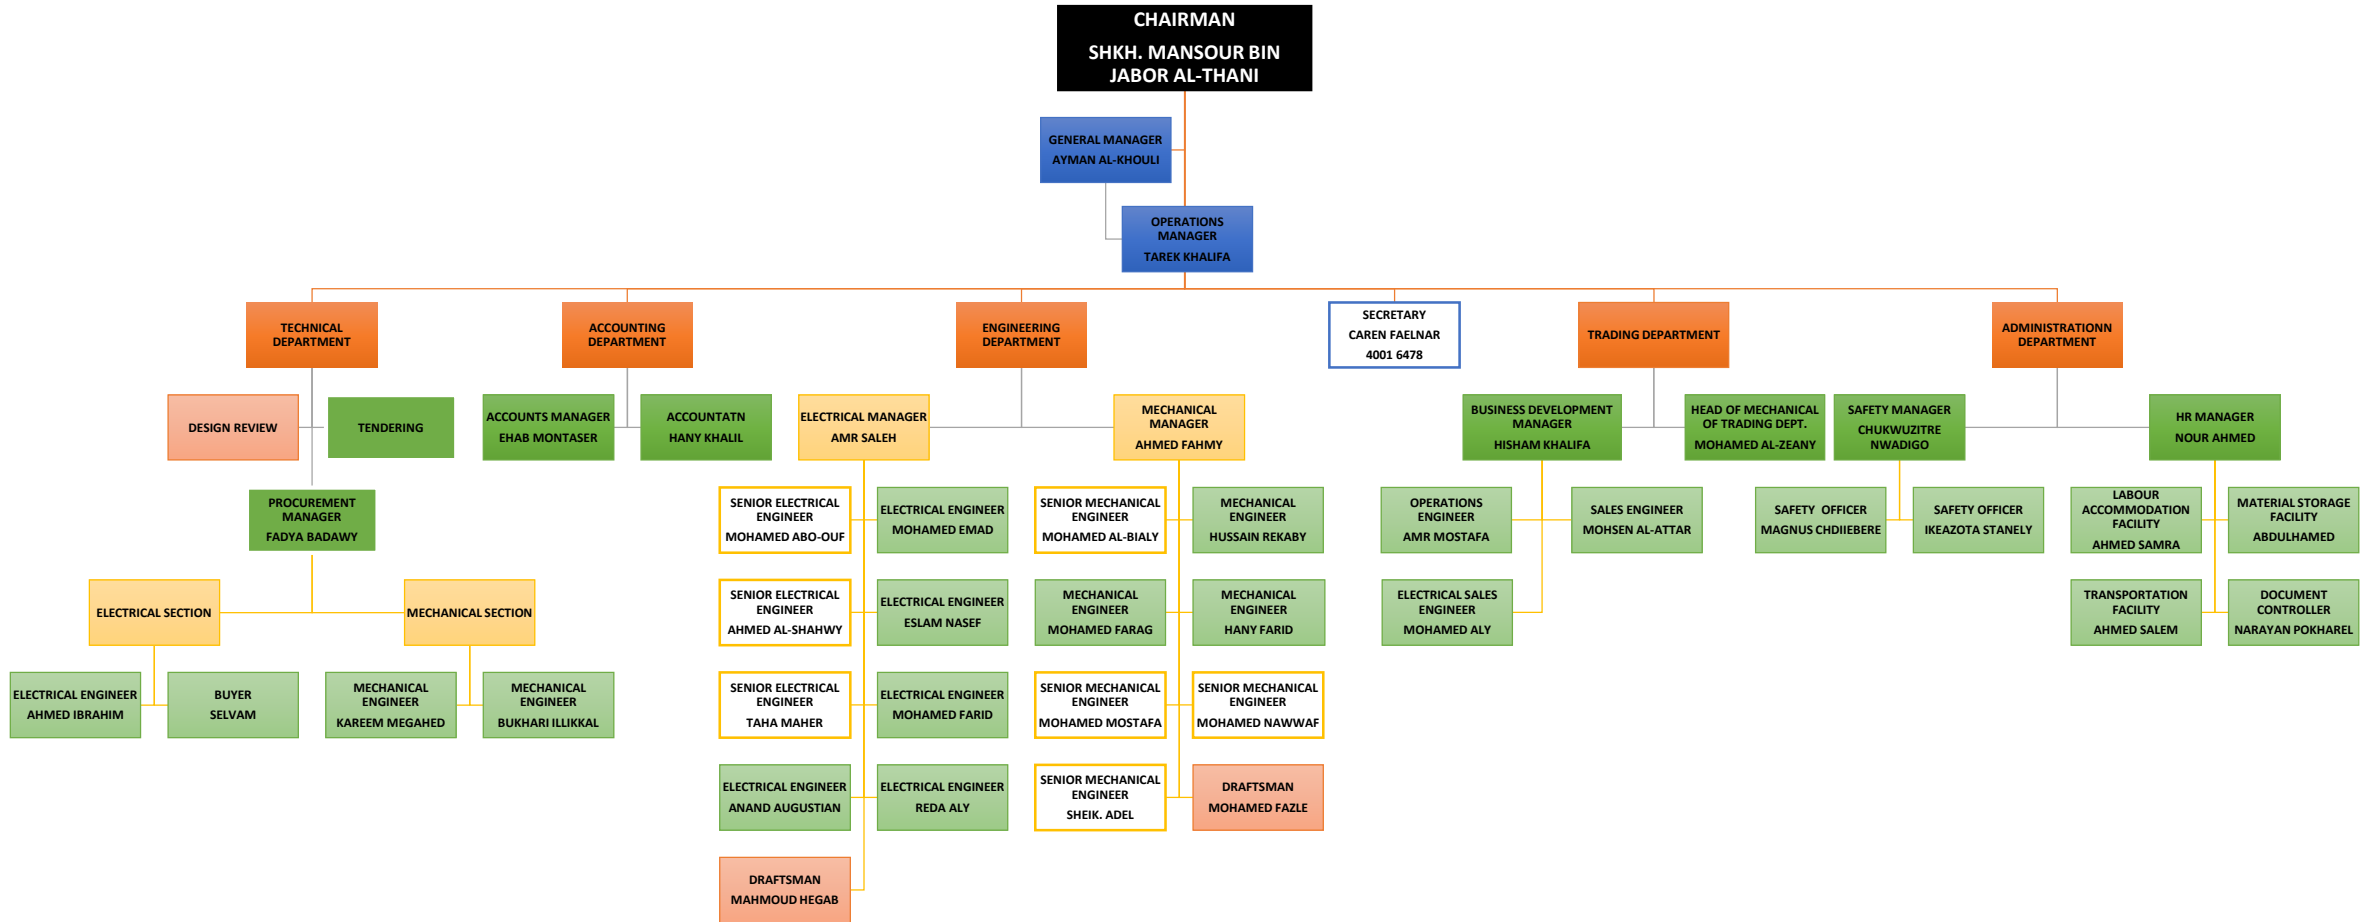 CHAIRMAN
SHKH. MANSOUR BIN
JABOR AL-THANI
GENERAL MANAGER
AYMAN AL-KHOULI
OPERATIONS
MANAGER
TAREK KHALIFA
TECHNICAL
DEPARTMENT
ACCOUNTING
DEPARTMENT
ENGINEERING
DEPARTMENT
SECRETARY
CAREN FAELNAR
4001 6478
TRADING DEPARTMENT
ADMINISTRATIONN
DEPARTMENT
DESIGN REVIEW
TENDERING
ACCOUNTS MANAGER
EHAB MONTASER
ACCOUNTATN
HANY KHALIL
ELECTRICAL MANAGER
AMR SALEH
MECHANICAL
MANAGER
AHMED FAHMY
BUSINESS DEVELOPMENT
MANAGER
HISHAM KHALIFA
HEAD OF MECHANICAL
OF TRADING DEPT.
MOHAMED AL-ZEANY
SAFETY MANAGER
CHUKWUZITRE
NWADIGO
HR MANAGER
NOUR AHMED
PROCUREMENT
MANAGER
FADYA BADAWY
SENIOR ELECTRICAL
ENGINEER
MOHAMED ABO-OUF
ELECTRICAL ENGINEER
MOHAMED EMAD
SENIOR MECHANICAL
ENGINEER
MOHAMED AL-BIALY
MECHANICAL
ENGINEER
HUSSAIN REKABY
OPERATIONS
ENGINEER
AMR MOSTAFA
SALES ENGINEER
MOHSEN AL-ATTAR
SAFETY OFFICER
MAGNUS CHDIIEBERE
SAFETY OFFICER
IKEAZOTA STANELY
LABOUR
ACCOMMODATION
FACILITY
AHMED SAMRA
MATERIAL STORAGE
FACILITY
ABDULHAMED
ELECTRICAL SECTION
MECHANICAL SECTION
SENIOR ELECTRICAL
ENGINEER
AHMED AL-SHAHWY
ELECTRICAL ENGINEER
ESLAM NASEF
MECHANICAL
ENGINEER
MOHAMED FARAG
MECHANICAL
ENGINEER
HANY FARID
ELECTRICAL SALES
ENGINEER
MOHAMED ALY
TRANSPORTATION
FACILITY
AHMED SALEM
DOCUMENT
CONTROLLER
NARAYAN POKHAREL
ELECTRICAL ENGINEER
AHMED IBRAHIM
BUYER
SELVAM
MECHANICAL
ENGINEER
KAREEM MEGAHED
MECHANICAL
ENGINEER
BUKHARI ILLIKKAL
SENIOR ELECTRICAL
ENGINEER
TAHA MAHER
ELECTRICAL ENGINEER
MOHAMED FARID
SENIOR MECHANICAL
ENGINEER
MOHAMED MOSTAFA
SENIOR MECHANICAL
ENGINEER
MOHAMED NAWWAF
ELECTRICAL ENGINEER
ANAND AUGUSTIAN
ELECTRICAL ENGINEER
REDA ALY
SENIOR MECHANICAL
ENGINEER
SHEIK. ADEL
DRAFTSMAN
MOHAMED FAZLE
DRAFTSMAN
MAHMOUD HEGAB